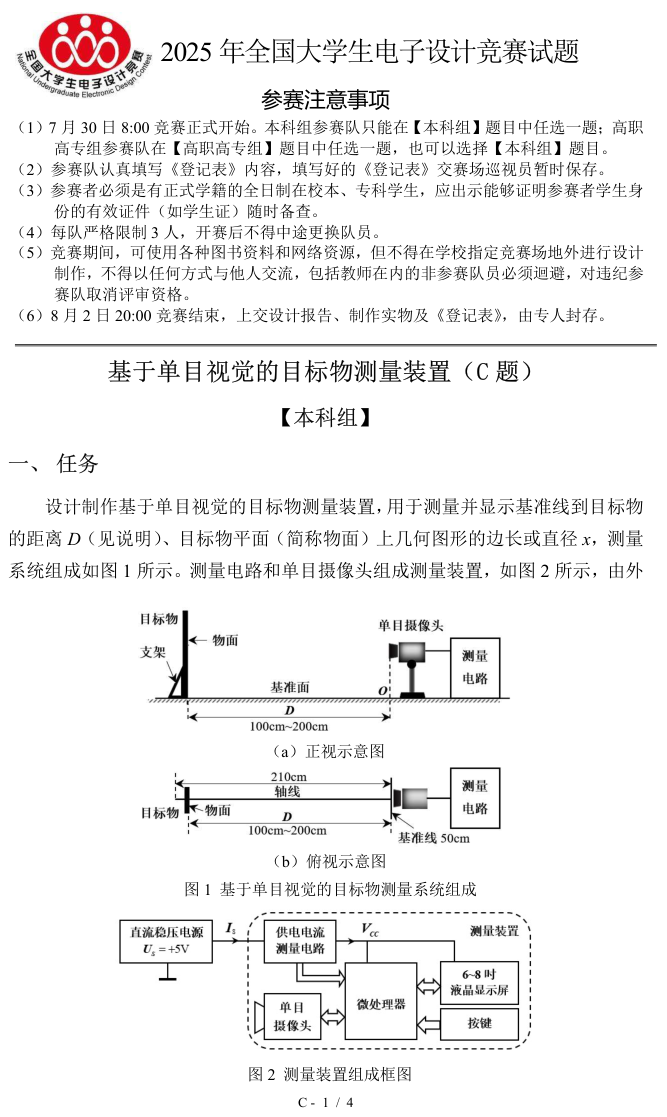 全国大学生电子设计竞赛
National Undergraduate Electronic Design Contest
2025 年全国大学生电子设计竞赛试题
参赛注意事项
（1）7 月 30 日 8:00 竞赛正式开始。本科组参赛队只能在【本科组】题目中任选一题；高职
高专组参赛队在【高职高专组】题目中任选一题，也可以选择【本科组】题目。
（2）参赛队认真填写《登记表》内容，填写好的《登记表》交赛场巡视员暂时保存。
（3）参赛者必须是有正式学籍的全日制在校本、专科学生，应出示能够证明参赛者学生身
份的有效证件（如学生证）随时备查。
（4）每队严格限制 3 人，开赛后不得中途更换队员。
（5）竞赛期间，可使用各种图书资料和网络资源，但不得在学校指定竞赛场地外进行设计
制作，不得以任何方式与他人交流，包括教师在内的非参赛队员必须迴避，对违纪参
赛队取消评审资格。
（6）8 月 2 日 20:00 竞赛结束，上交设计报告、制作实物及《登记表》，由专人封存。
基于单目视觉的目标物测量装置（C 题）
【本科组】
一、 任务
设计制作基于单目视觉的目标物测量装置，用于测量并显示基准线到目标物
的距离 D（见说明）、目标物平面（简称物面）上几何图形的边长或直径 x，测量
系统组成如图 1 所示。测量电路和单目摄像头组成测量装置，如图 2 所示，由外
目标物
物面
支架
单目摄像头
测量
电路
基准面
O
D
100cm~200cm
（a）正视示意图
210cm
轴线
目标物
物面
D
100cm~200cm
测量
电路
基准线 50cm
（b）俯视示意图
图 1 基于单目视觉的目标物测量系统组成
直流稳压电源
Us = +5V
Is
供电电流
测量电路
Vcc
测量装置
单目
摄像头
微处理器
6~8 吋
液晶显示屏
按键
图 2 测量装置组成框图
C - 1 / 4